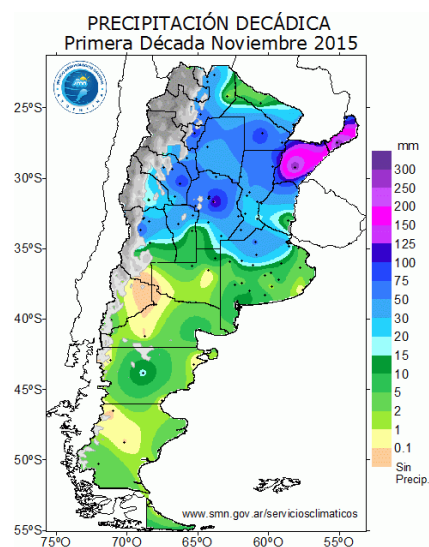 PRECIPITACIÓN DECÁDICA
Primera Década Noviembre 2015
25ºS
30ºS
35ºS
40ºS
45ºS
50ºS
55ºS
75ºO
70ºO
65ºO
60ºO
55ºO
mm
300
250
200
150
125
100
75
50
30
20
15
10
5
2
1
0.1
Sin
Precip.
www.smn.gov.ar/serviciosclimaticos